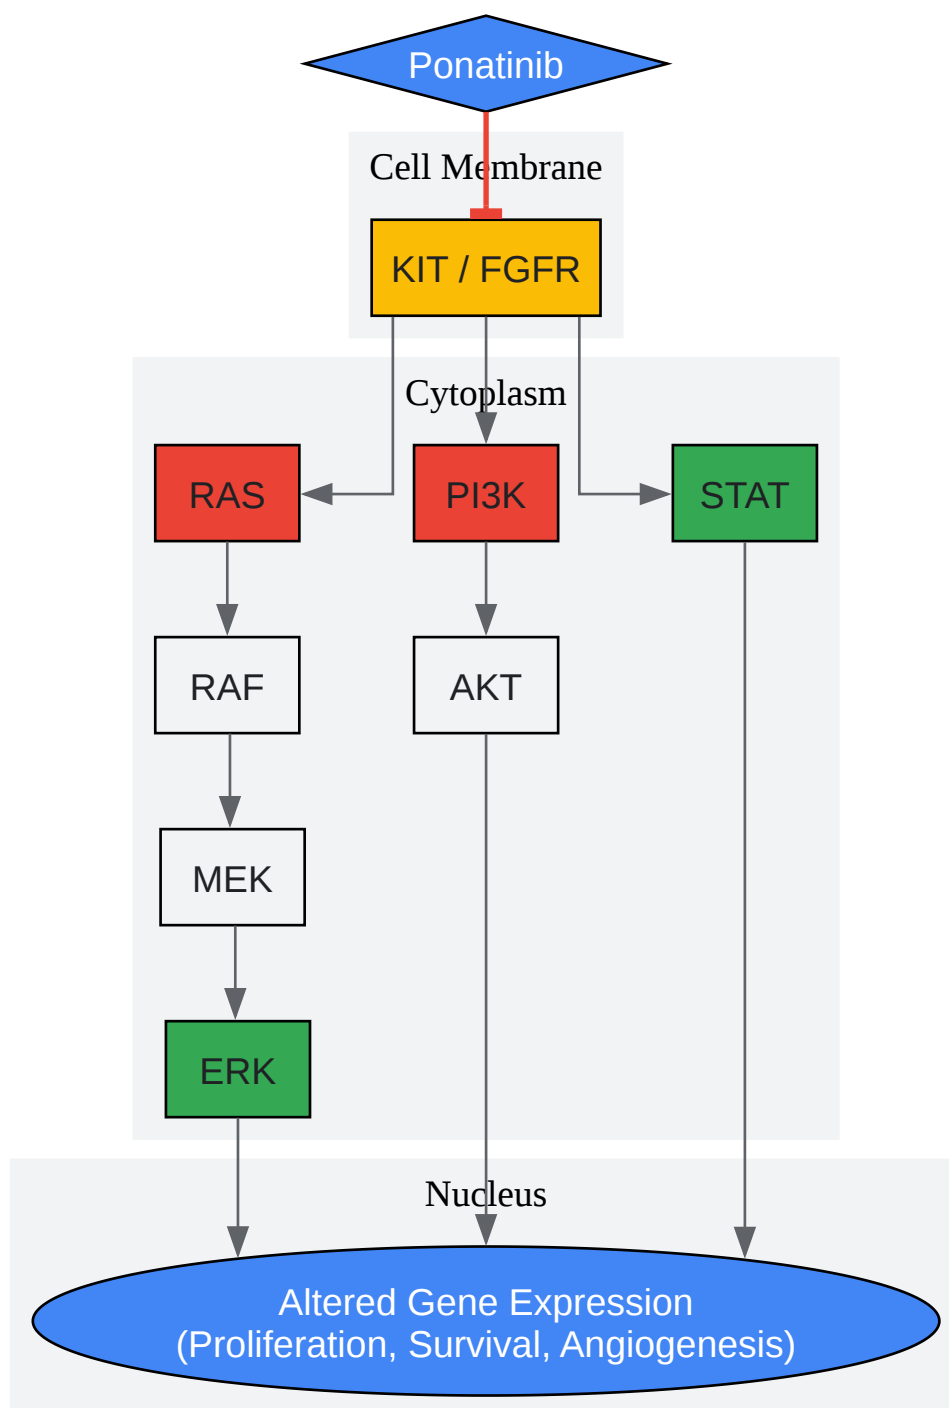 Ponatinib
Cell Membrane
KIT / FGFR
Cytoplasm
RAS
PI3K
STAT
RAF
AKT
MEK
ERK
Nucleus
Altered Gene Expression
(Proliferation, Survival, Angiogenesis)